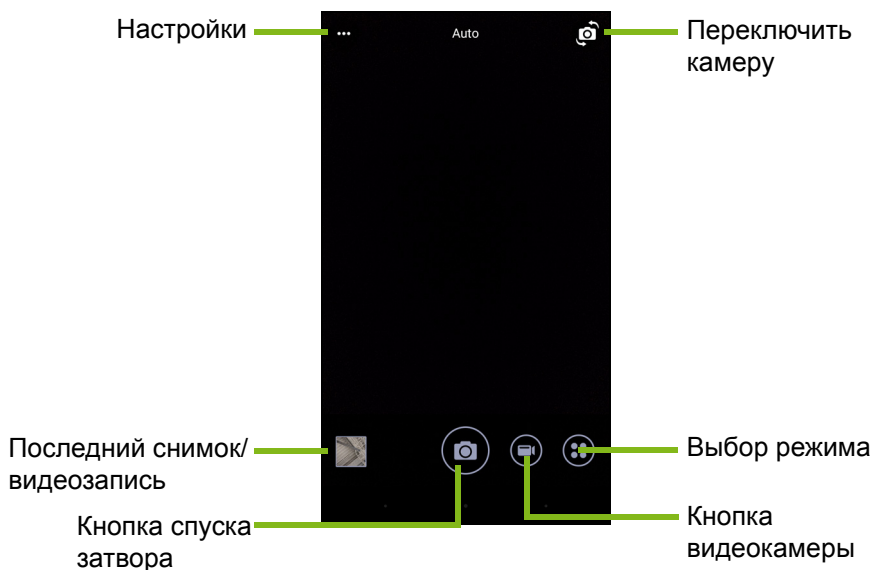 Настройки
Auto
Переключить
камеру
Последний снимок/
видеозапись
Выбор режима
Кнопка спуска
затвора
Кнопка
видеокамеры